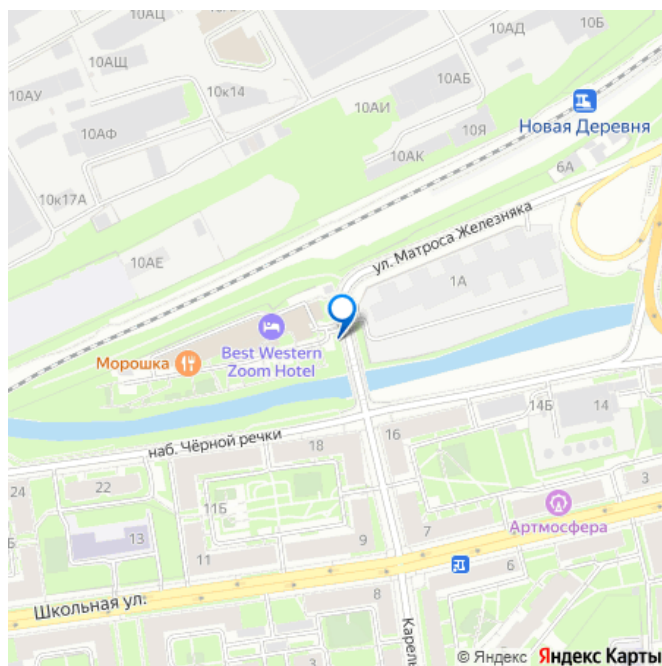 10АЦ
10АД
10Б
10АЩ
10АУ
10к14
10АБ
10АИ
10АФ
10Я
Новая Деревня
10АК
10к17А
6А
ул. Матроса Железняка
10АЕ
1А
Best Western
Zoom Hotel
Морошка
14Б
14
наб. Чёрной речки
18
16
24
22
11Б
3
Артмосфера
13
7
9
11
Б
6
8
Школьная ул.
Карель
© Яндекс Яндекс Карты